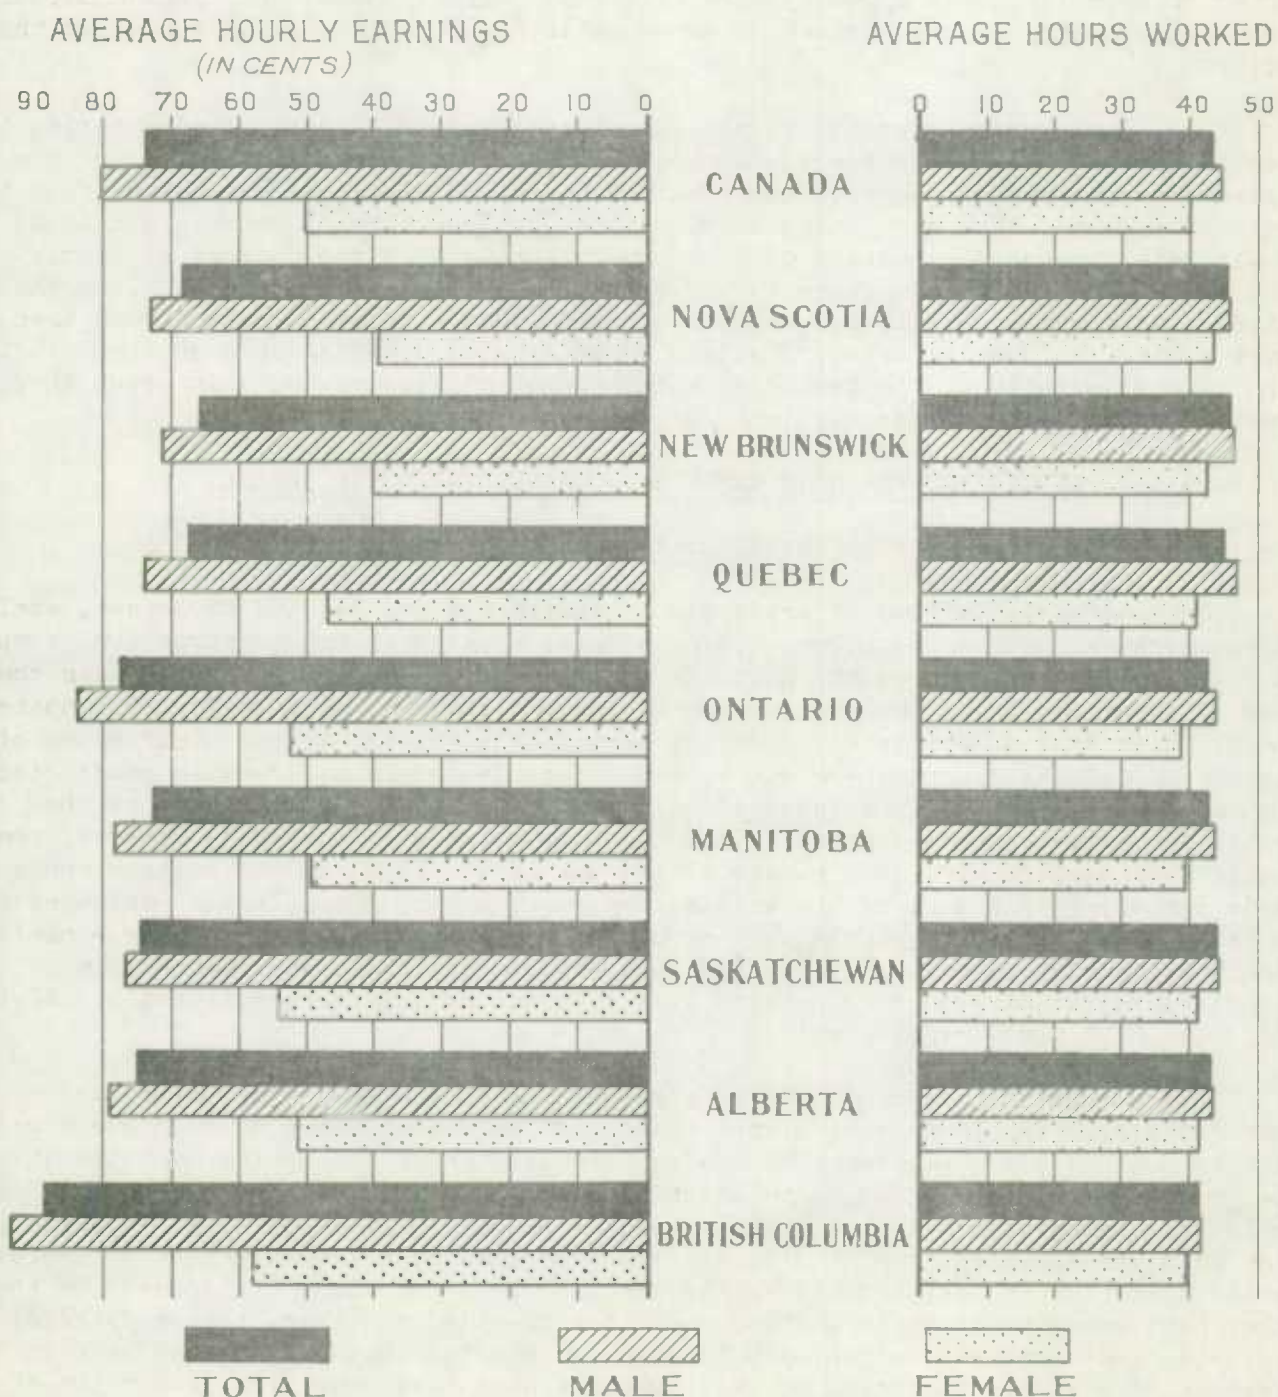 AVERAGE HOURLY EARNINGS
(IN CENTS)
90 80 70 60 50 40 30 20 10 0
AVERAGE HOURS WORKED
0 10 20 30 40 50
CANADA
NOVA SCOTIA
NEW BRUNSWICK
QUEBEC
ONTARIO
MANITOBA
SASKATCHEWAN
ALBERTA
BRITISH COLUMBIA
TOTAL
MALE
FEMALE